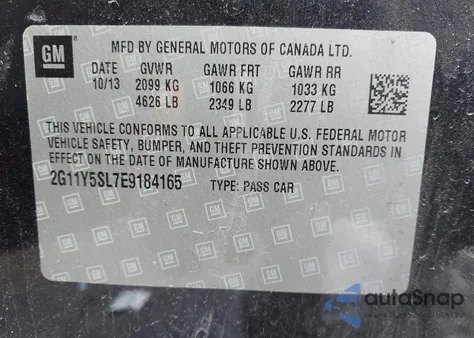 GM
MFD BY GENERAL MOTORS OF CANADA LTD.
DATE GVWR GAWR FRT GAWR RR
10/13 2099 KG 1066 KG 1033 KG
4626 LB 2349 LB 2277 LB
THIS VEHICLE CONFORMS TO ALL APPLICABLE U.S. FEDERAL MOTOR
VEHICLE SAFETY, BUMPER, AND THEFT PREVENTION STANDARDS IN
EFFECT ON THE DATE OF MANUFACTURE SHOWN ABOVE.
2G11Y5SL7E9184165 TYPE: PASS CAR
autoSnap